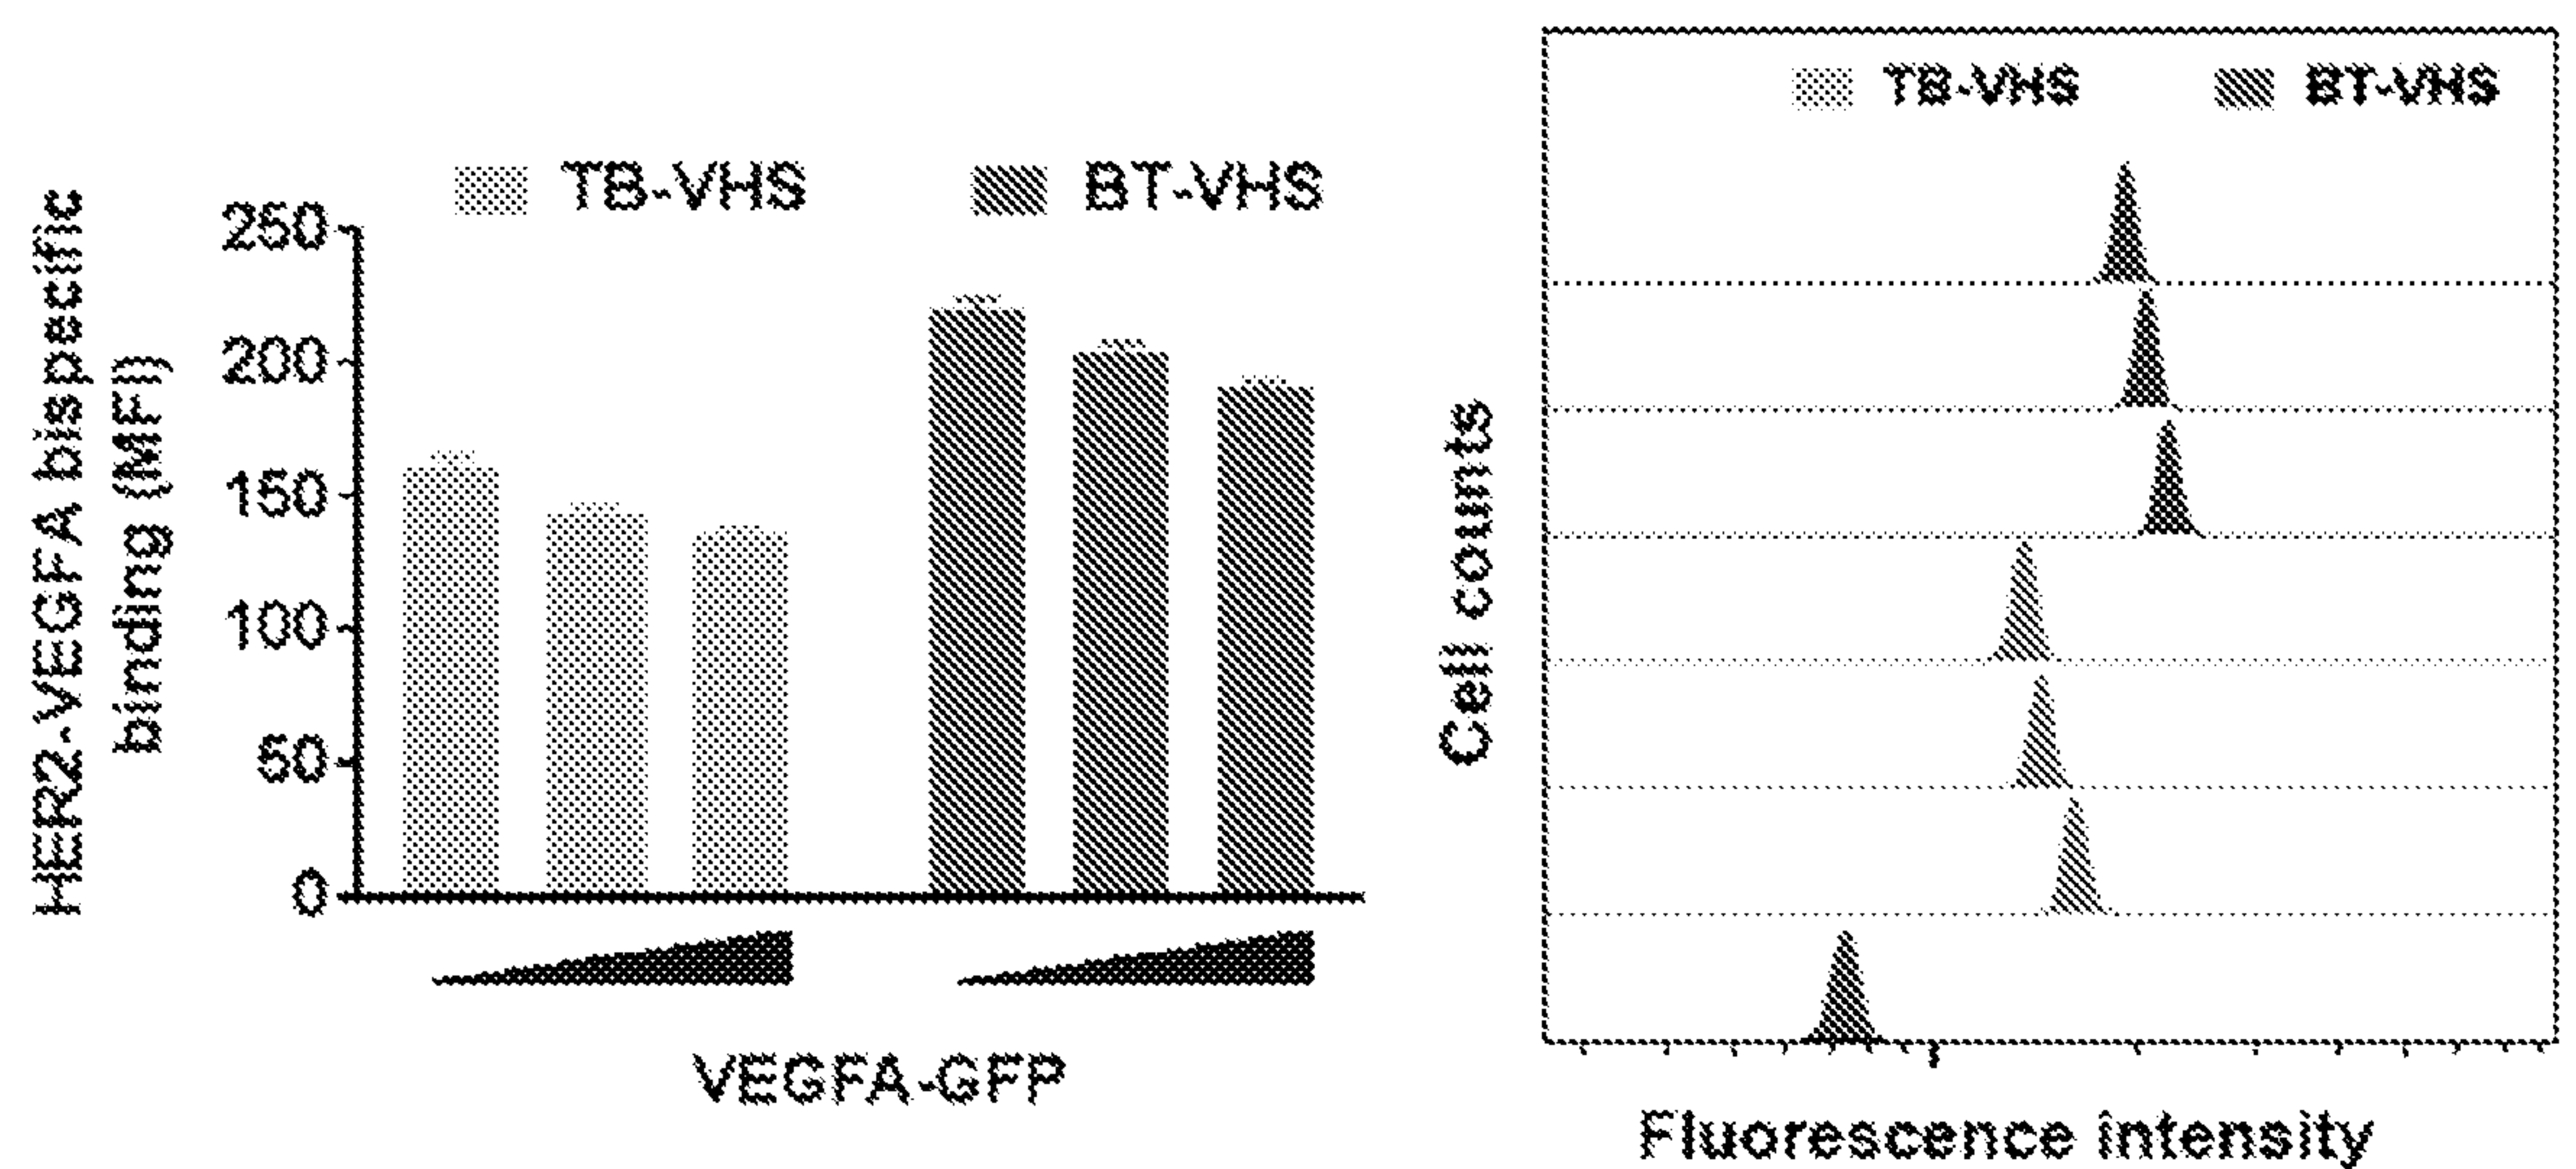 TB-VHS BT-VHS
HER2-VEGFA bispecific
binding (MFI)
250
200
150
100
50
0
VEGFA-GFP
TB-VHS BT-VHS
Cell counts
Fluorescence intensity